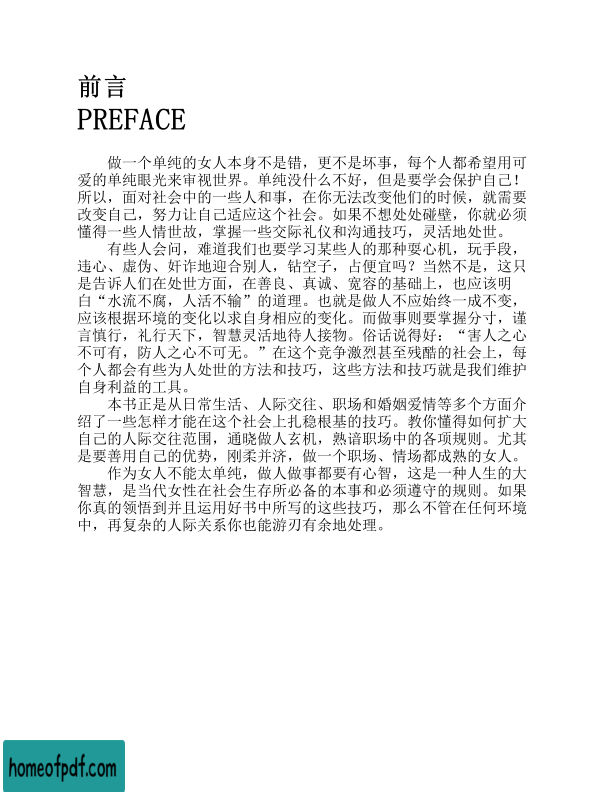 前言
PREFACE
做一个单纯的女人本身不是错，更不是坏事，每个人都希望用可
爱的单纯眼光来审视世界。单纯没什么不好，但是要学会保护自己！
所以，面对社会中的一些人和事，在你无法改变他们的时候，就需要
改变自己，努力让自己适应这个社会。如果不想处处碰壁，你就必须
懂得一些人情世故，掌握一些交际礼仪和沟通技巧，灵活地处世。
有些人会问，难道我们也要学习某些人的那种耍心机，玩手段，
违心、虚伪、奸诈地迎合别人，钻空子，占便宜吗？当然不是，这只
是告诉人们在处世方面，在善良、真诚、宽容的基础上，也应该明
白“水流不腐，人活不输”的道理。也就是做人不应始终一成不变，
应该根据环境的变化以求自身相应的变化。而做事则要掌握分寸，谨
言慎行，礼行天下，智慧灵活地待人接物。俗话说得好：“害人之心
不可有，防人之心不可无。”在这个竞争激烈甚至残酷的社会上，每
个人都会有些为人处世的方法和技巧，这些方法和技巧就是我们维护
自身利益的工具。
本书正是从日常生活、人际交往、职场和婚姻爱情等多个方面介
绍了一些怎样才能在这个社会上扎稳根基的技巧。教你懂得如何扩大
自己的人际交往范围，通晓做人玄机，熟谙职场中的各项规则。尤其
是要善用自己的优势，刚柔并济，做一个职场、情场都成熟的女人。
作为女人不能太单纯，做人做事都要有心智，这是一种人生的大
智慧，是当代女性在社会生存所必备的本事和必须遵守的规则。如果
你真的领悟到并且运用好书中所写的这些技巧，那么不管在任何环境
中，再复杂的人际关系你也能游刃有余地处理。
homeofpdf.com